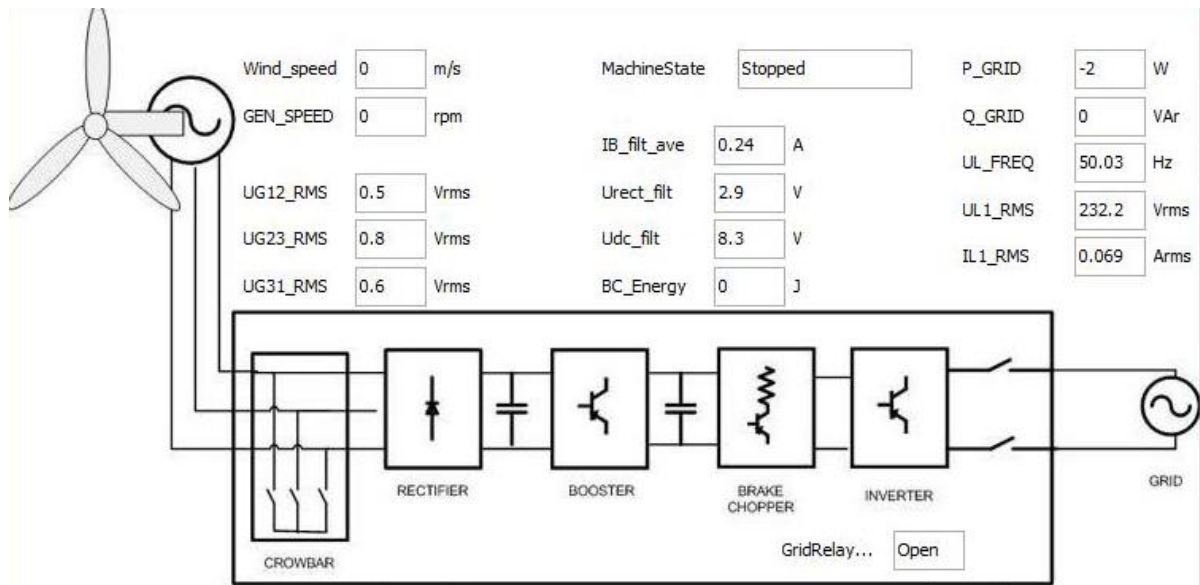 Wind_speed 0 m/s
GEN_SPEED 0 rpm
UG12_RMS 0.5 Vrms
UG23_RMS 0.8 Vrms
UG31_RMS 0.6 Vrms
MachineState Stopped
IB_filt_ave 0.24 A
Urect_filt 2.9 V
Udc_filt 8.3 V
BC_Energy 0 J
P_GRID -2 W
Q_GRID 0 VAr
UL_FREQ 50.03 Hz
UL1_RMS 232.2 Vrms
IL1_RMS 0.069 Arms
CROWBAR
RECTIFIER
BOOSTER
BRAKE
CHOPPER
INVERTER
GRID
GridRelay... Open